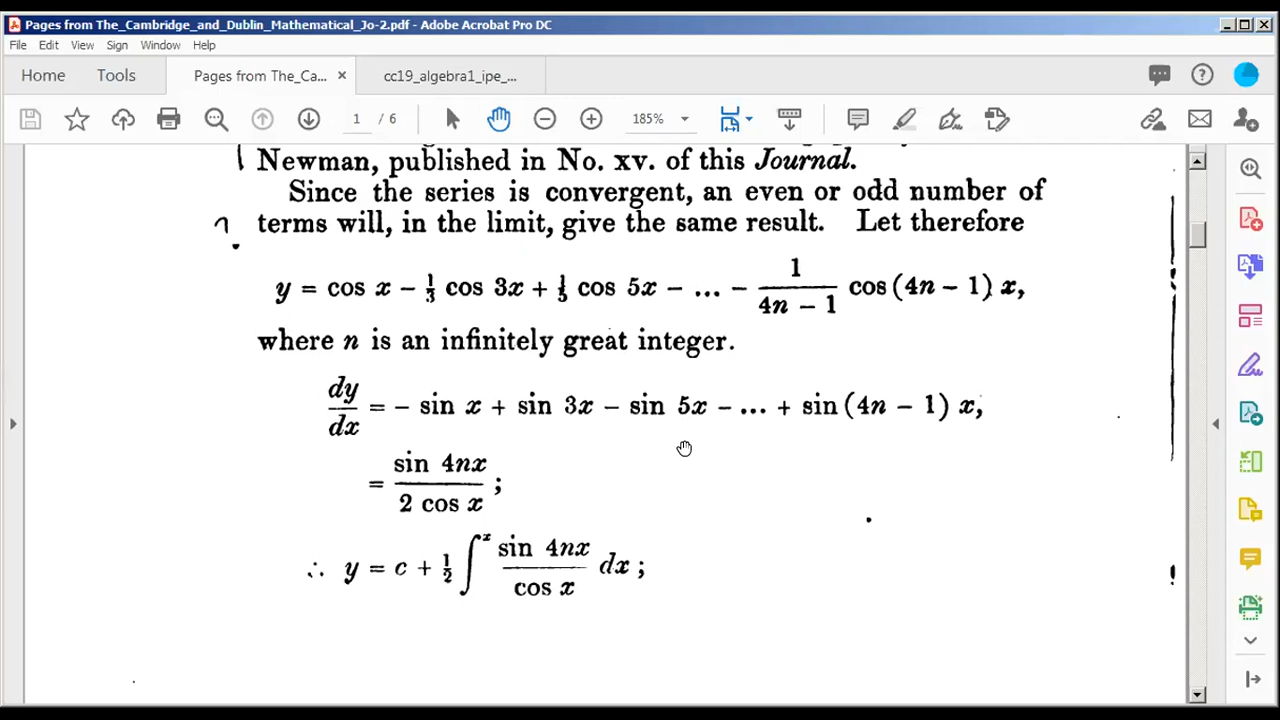 Pages from The_Cambridge_and_Dublin_Mathematical_Jo-2.pdf - Adobe Acrobat Pro DC
File Edit View Sign Window Help
Home Tools Pages from The_Ca... × cc19_algebra1_ipe_...
1 / 6 185%
Newman, published in No. xv. of this Journal.
Since the series is convergent, an even or odd number of
terms will, in the limit, give the same result. Let therefore
y = cos x − 1/3 cos 3x + 1/5 cos 5x − ... − 1/(4n − 1) cos (4n − 1) x,
where n is an infinitely great integer.
dy/dx = − sin x + sin 3x − sin 5x − ... + sin (4n − 1) x,
= sin 4nx / 2 cos x ;
∴ y = c + 1/2 ∫^x sin 4nx / cos x dx ;